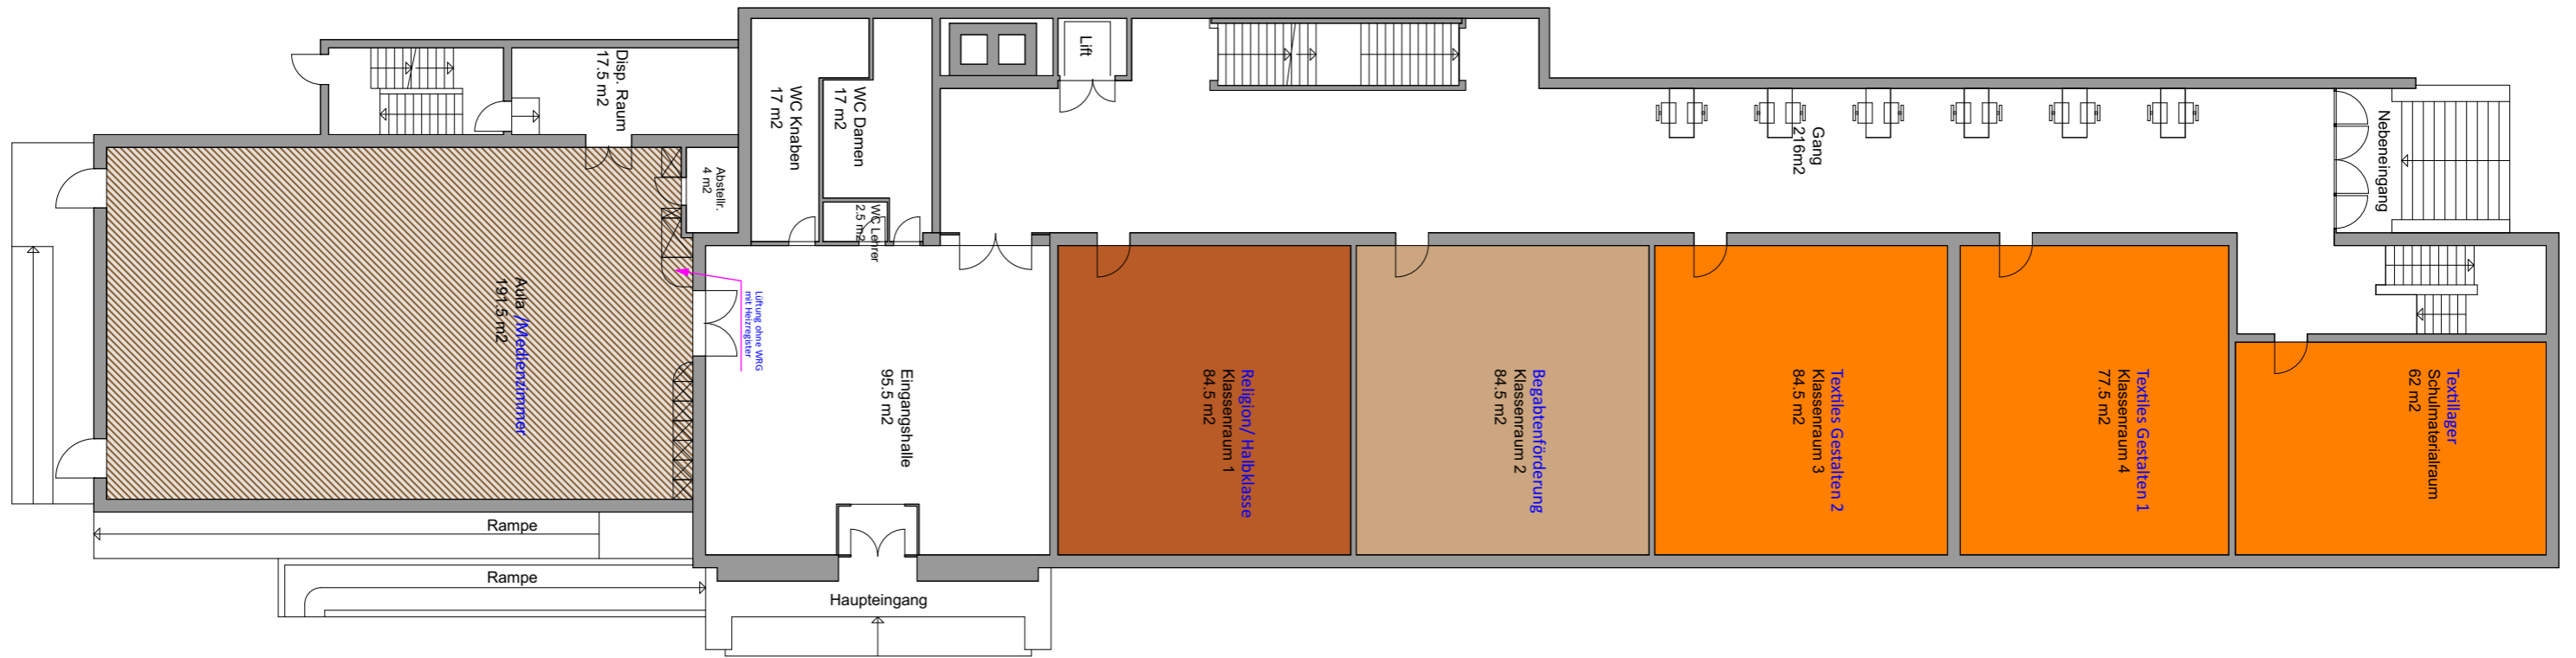 Disp. Raum
17.5 m2
WC Knaben
17 m2
WC Damen
17 m2
WC Lehrer
2.5 m2
Abstellr.
4 m2
Lift
Gang
216m2
Nebeneingang
Aula /Medienzimmer
191.5 m2
Lüftung ohne WRG
mit Heizregister
Eingangshalle
95.5 m2
Religion/ Halbklasse
Klassenraum 1
84.5 m2
Begabtenförderung
Klassenraum 2
84.5 m2
Textiles Gestalten 2
Klassenraum 3
84.5 m2
Textiles Gestalten 1
Klassenraum 4
77.5 m2
Textillager
Schulmaterialraum
62 m2
Rampe
Rampe
Haupteingang